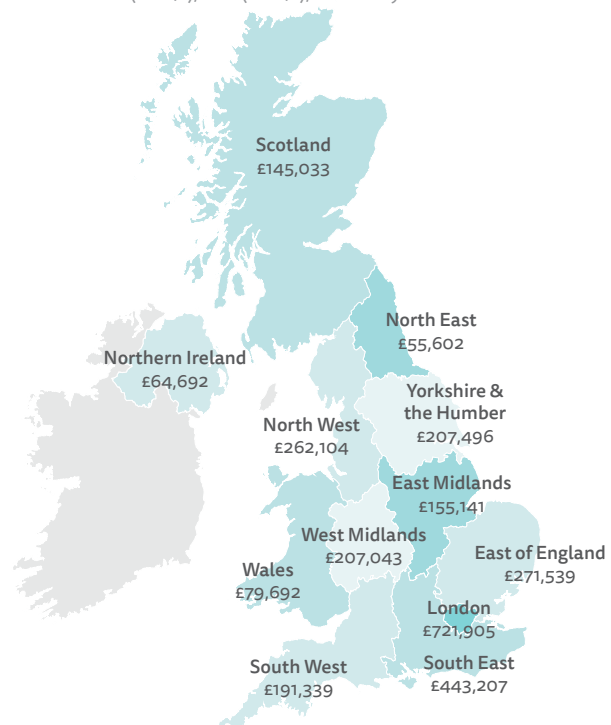 Scotland
£145,033
North East
£55,602
Northern Ireland
£64,692
Yorkshire &
the Humber
£207,496
North West
£262,104
East Midlands
£155,141
West Midlands
£207,043
East of England
£271,539
Wales
£79,692
London
£721,905
South East
£443,207
South West
£191,339